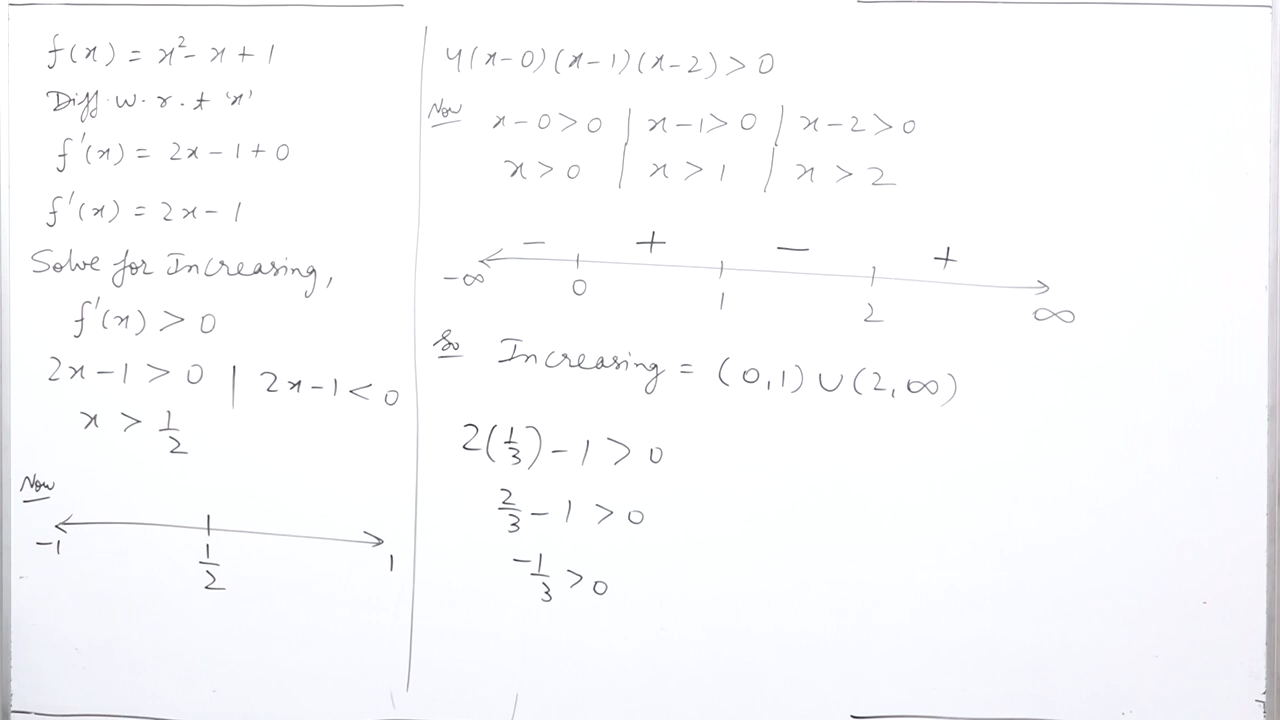 f(x) = x² - x + 1
Diff. w. r. t 'x'
f'(x) = 2x - 1 + 0
f'(x) = 2x - 1
Solve for Increasing,
f'(x) > 0
2x - 1 > 0 | 2x - 1 < 0
x > 1/2
Now
-1 1/2 1
4(x-0)(x-1)(x-2) > 0
Now x-0>0 | x-1>0 | x-2>0
x > 0 | x > 1 | x > 2
- + - +
-∞ 0 1 2 ∞
So Increasing = (0,1) ∪ (2,∞)
2(1/3) - 1 > 0
2/3 - 1 > 0
-1/3 > 0